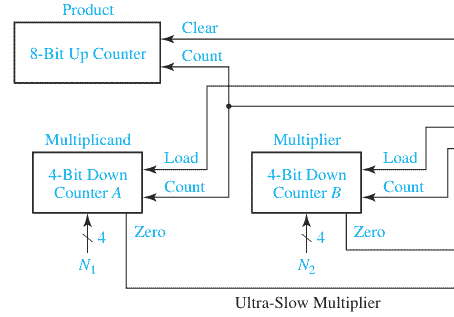 Product
Clear
8-Bit Up Counter
Count
Multiplicand
Multiplier
Load
Load
4-Bit Down
Counter A
4-Bit Down
Counter B
Count
Count
4
Zero
4
Zero
N1
N2
Ultra-Slow Multiplier